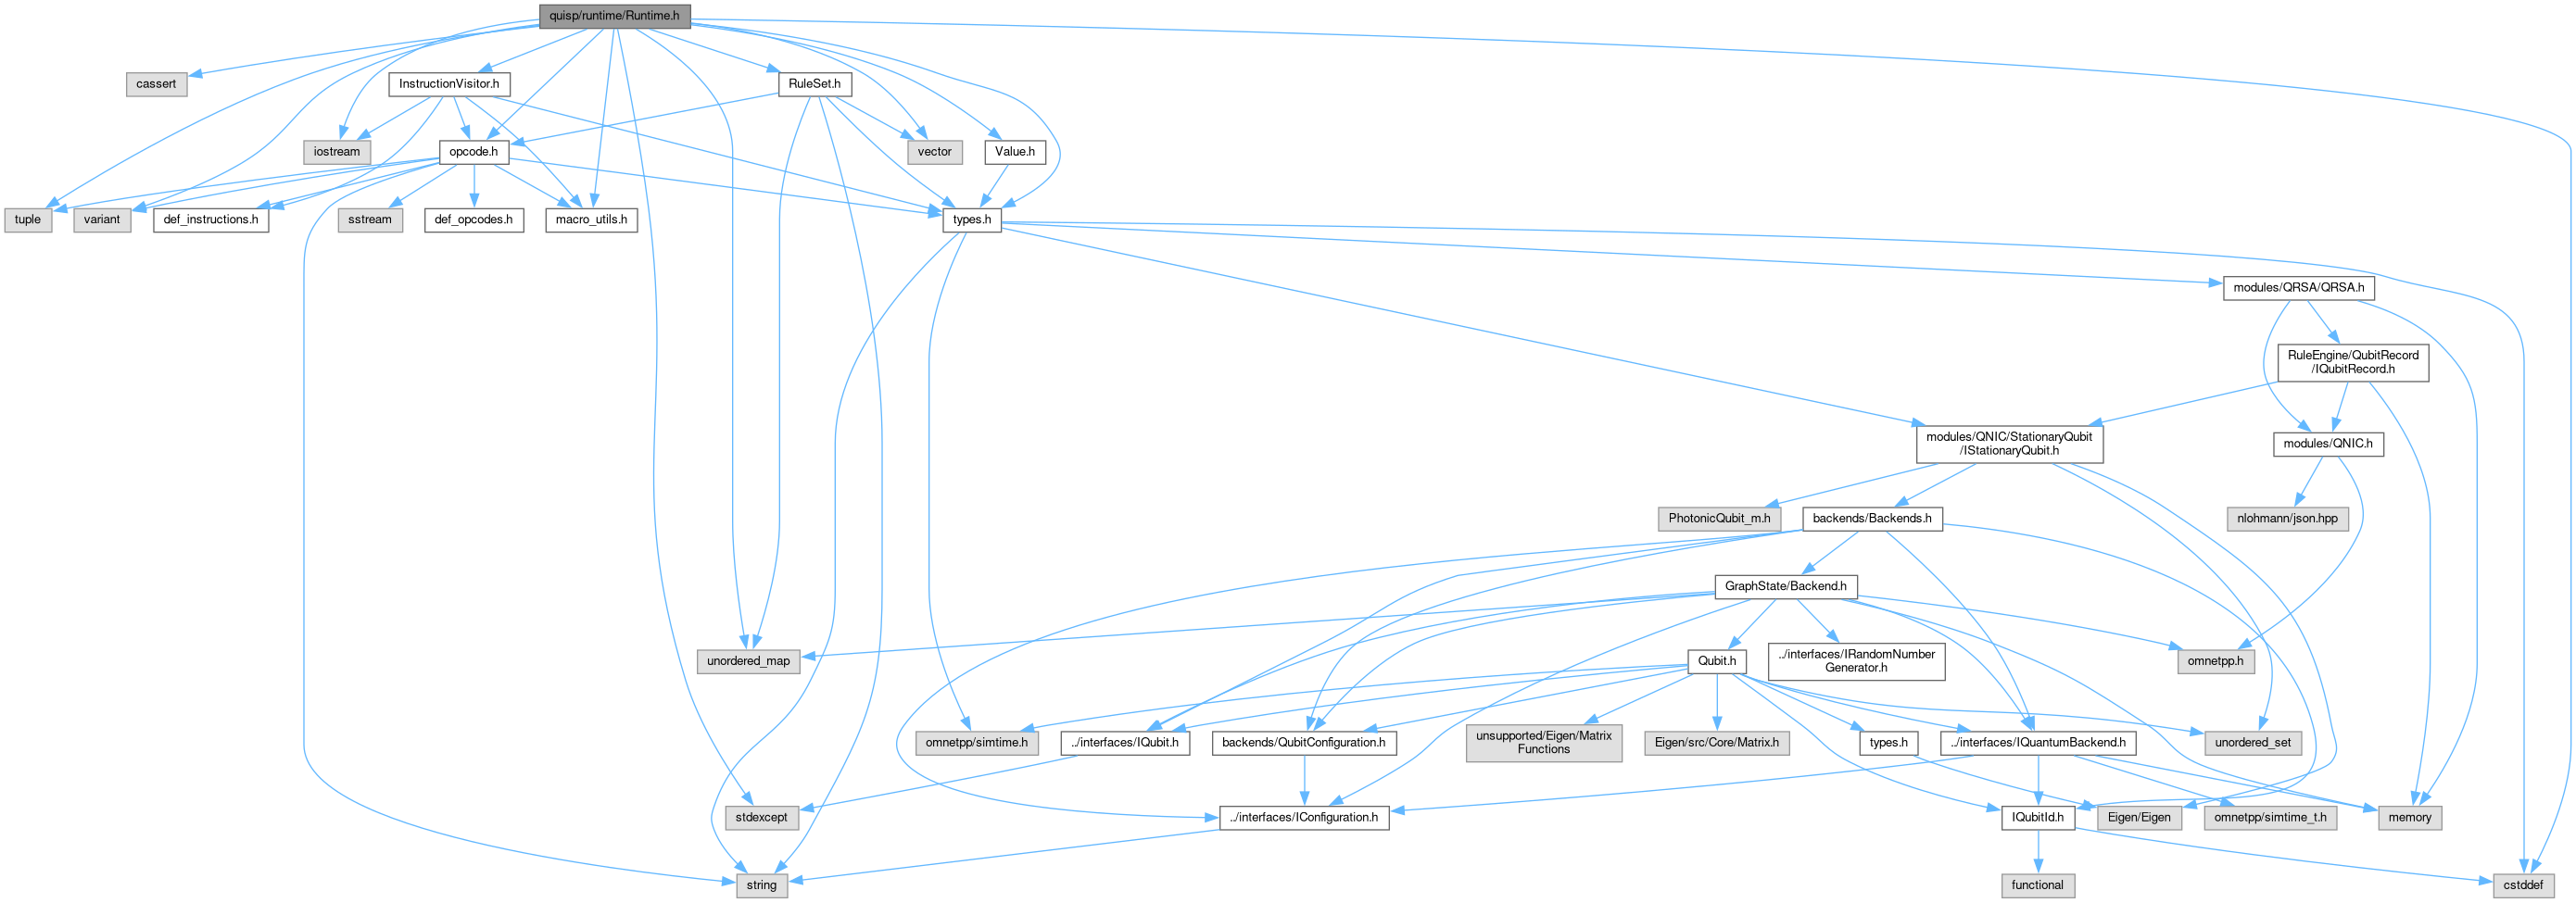 quisp/runtime/Runtime.h
cassert
InstructionVisitor.h
RuleSet.h
iostream
opcode.h
vector
Value.h
tuple
variant
def_instructions.h
sstream
def_opcodes.h
macro_utils.h
types.h
modules/QRSA/QRSA.h
RuleEngine/QubitRecord
/IQubitRecord.h
modules/QNIC/StationaryQubit
/IStationaryQubit.h
modules/QNIC.h
PhotonicQubit_m.h
backends/Backends.h
nlohmann/json.hpp
GraphState/Backend.h
unordered_map
Qubit.h
../interfaces/IRandomNumber
Generator.h
omnetpp.h
omnetpp/simtime.h
../interfaces/IQubit.h
backends/QubitConfiguration.h
unsupported/Eigen/Matrix
Functions
Eigen/src/Core/Matrix.h
types.h
../interfaces/IQuantumBackend.h
unordered_set
stdexcept
../interfaces/IConfiguration.h
IQubitId.h
Eigen/Eigen
omnetpp/simtime_t.h
memory
string
functional
cstddef